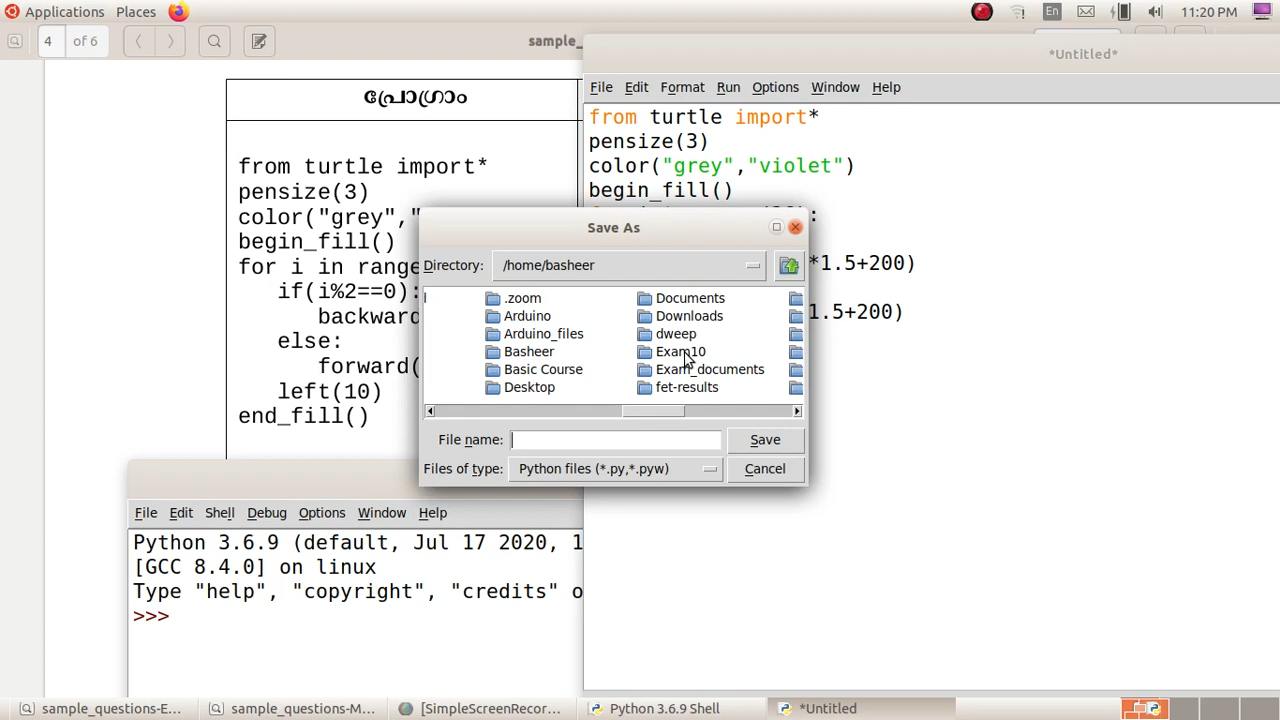 Applications Places En 11:20 PM
4 of 6 sample_
*Untitled*
File Edit Format Run Options Window Help
പ്രോഗ്രാം
from turtle import*
pensize(3)
color("grey","
begin_fill()
for i in range
if(i%2==0):
backward
else:
forward(
left(10)
end_fill()
from turtle import*
pensize(3)
color("grey","violet")
begin_fill()
:
*1.5+200)
1.5+200)
Save As
Directory: /home/basheer
.zoom
Arduino
Arduino_files
Basheer
Basic Course
Desktop
Documents
Downloads
dweep
Exam10
Exam_documents
fet-results
File name: Save
Files of type: Python files (*.py,*.pyw) Cancel
File Edit Shell Debug Options Window Help
Python 3.6.9 (default, Jul 17 2020, 1
[GCC 8.4.0] on linux
Type "help", "copyright", "credits" o
>>>
sample_questions-E... sample_questions-M... [SimpleScreenRecor... Python 3.6.9 Shell *Untitled